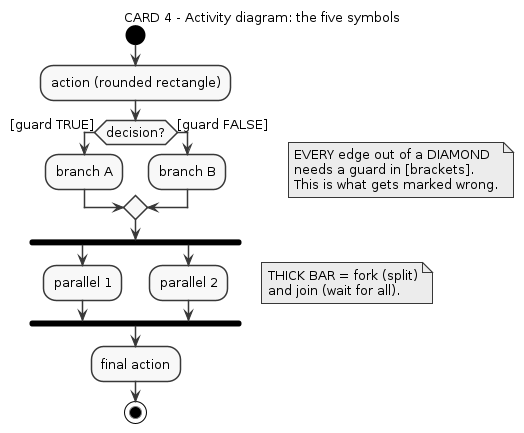 CARD 4 - Activity diagram: the five symbols
action (rounded rectangle)
[guard TRUE]
decision?
[guard FALSE]
branch A
branch B
EVERY edge out of a DIAMOND
needs a guard in [brackets].
This is what gets marked wrong.
parallel 1
parallel 2
THICK BAR = fork (split)
and join (wait for all).
final action